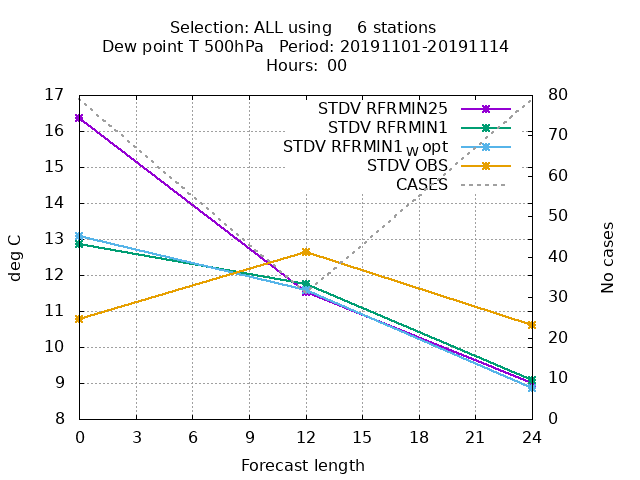 Selection: ALL using 6 stations
Dew point T 500hPa Period: 20191101-20191114
Hours: 00
17
16
15
14
13
12
11
10
9
8
deg C
80
70
60
50
40
30
20
10
0
No cases
STDV RFRMIN25
STDV RFRMIN1
STDV RFRMIN1 W opt
STDV OBS
CASES
0 3 6 9 12 15 18 21 24
Forecast length